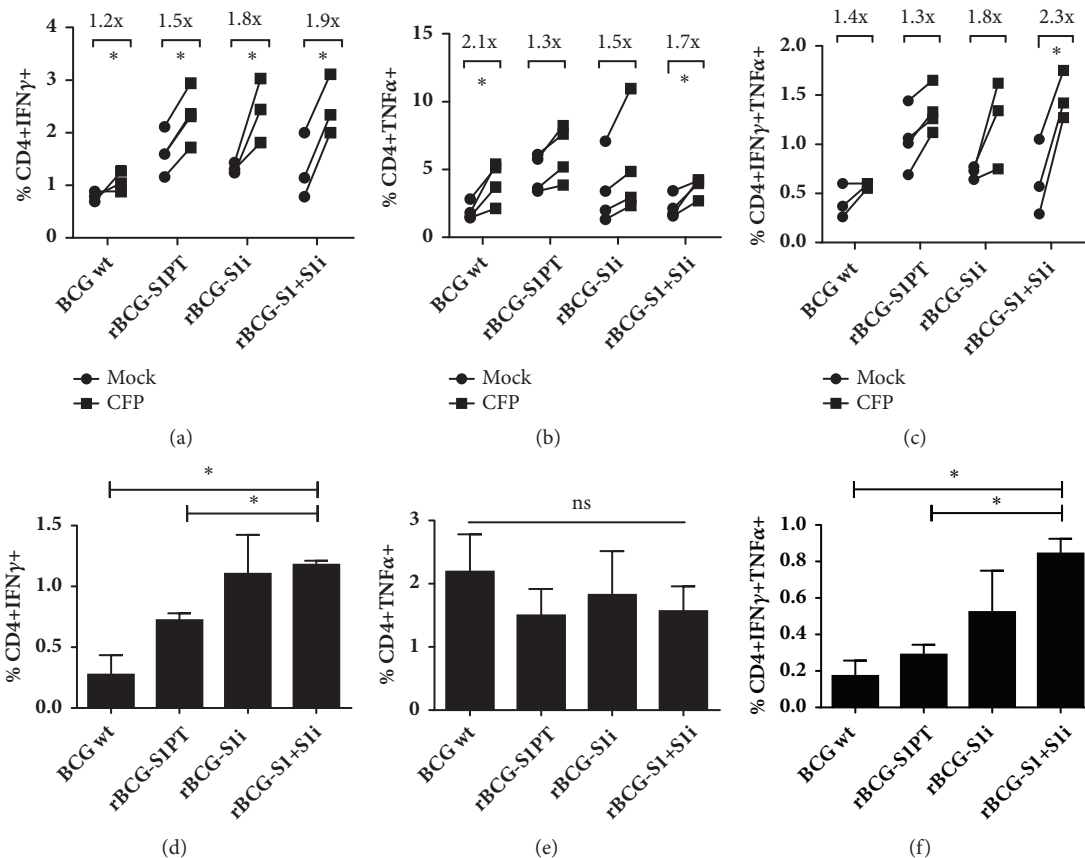 1.2x 1.5x 1.8x 1.9x
* * * *
% CD4+IFNγ+
4
3
2
1
0
BCG wt
rBCG-S1PT
rBCG-S1i
rBCG-S1+S1i
Mock
CFP
(a)
2.1x 1.3x 1.5x 1.7x
* *
% CD4+TNFα+
15
10
5
0
BCG wt
rBCG-S1PT
rBCG-S1i
rBCG-S1+S1i
Mock
CFP
(b)
1.4x 1.3x 1.8x 2.3x
*
% CD4+IFNγ+TNFα+
2.0
1.5
1.0
0.5
0.0
BCG wt
rBCG-S1PT
rBCG-S1i
rBCG-S1+S1i
Mock
CFP
(c)
*
*
% CD4+IFNγ+
1.5
1.0
0.5
0.0
BCG wt
rBCG-S1PT
rBCG-S1i
rBCG-S1+S1i
(d)
ns
% CD4+TNFα+
3
2
1
0
BCG wt
rBCG-S1PT
rBCG-S1i
rBCG-S1+S1i
(e)
*
*
% CD4+IFNγ+TNFα+
1.0
0.8
0.6
0.4
0.2
0.0
BCG wt
rBCG-S1PT
rBCG-S1i
rBCG-S1+S1i
(f)